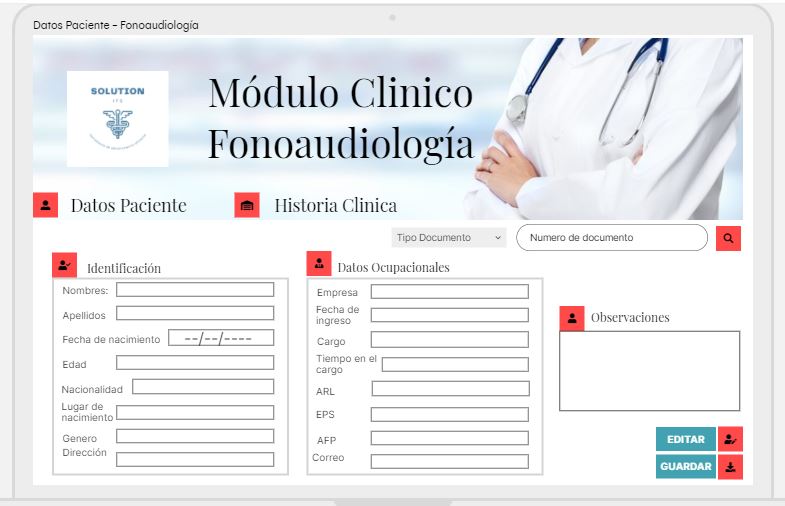 Datos Paciente – Fonoaudiología
SOLUTION
Módulo Clinico
Fonoaudiología
Datos Paciente
Historia Clinica
Tipo Documento
Numero de documento
Identificación
Nombres:
Apellidos
Fecha de nacimiento --/--/----
Edad
Nacionalidad
Lugar de
nacimiento
Genero
Dirección
Datos Ocupacionales
Empresa
Fecha de
ingreso
Cargo
Tiempo en el
cargo
ARL
EPS
AFP
Correo
Observaciones
EDITAR
GUARDAR